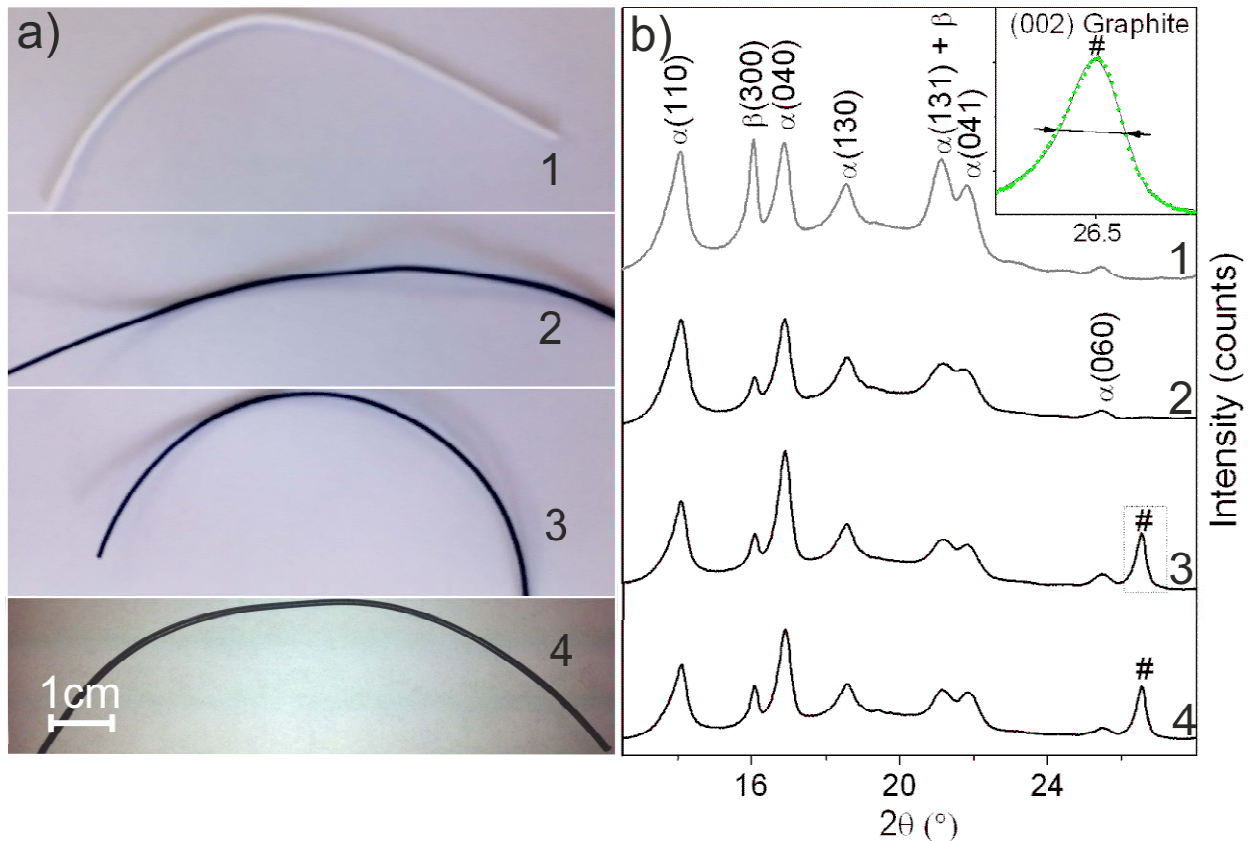 a)
1
2
3
4
1cm
b)
α(110)
β(300)
α(040)
α(130)
α(131) + β
α(041)
(002) Graphite
#
26.5
1
α(060)
2
#
3
#
4
16
20
24
2θ (°)
Intensity (counts)